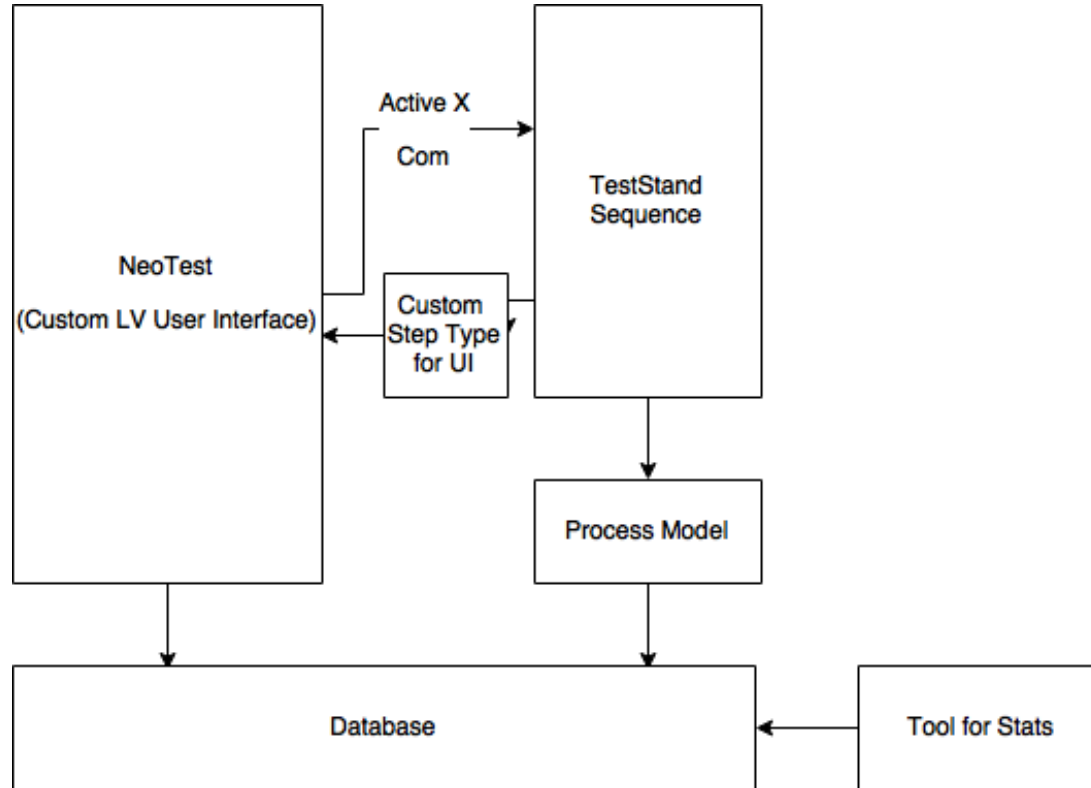 Active X
Com
TestStand
Sequence
NeoTest
(Custom LV User Interface)
Custom
Step Type
for UI
Process Model
Database
Tool for Stats